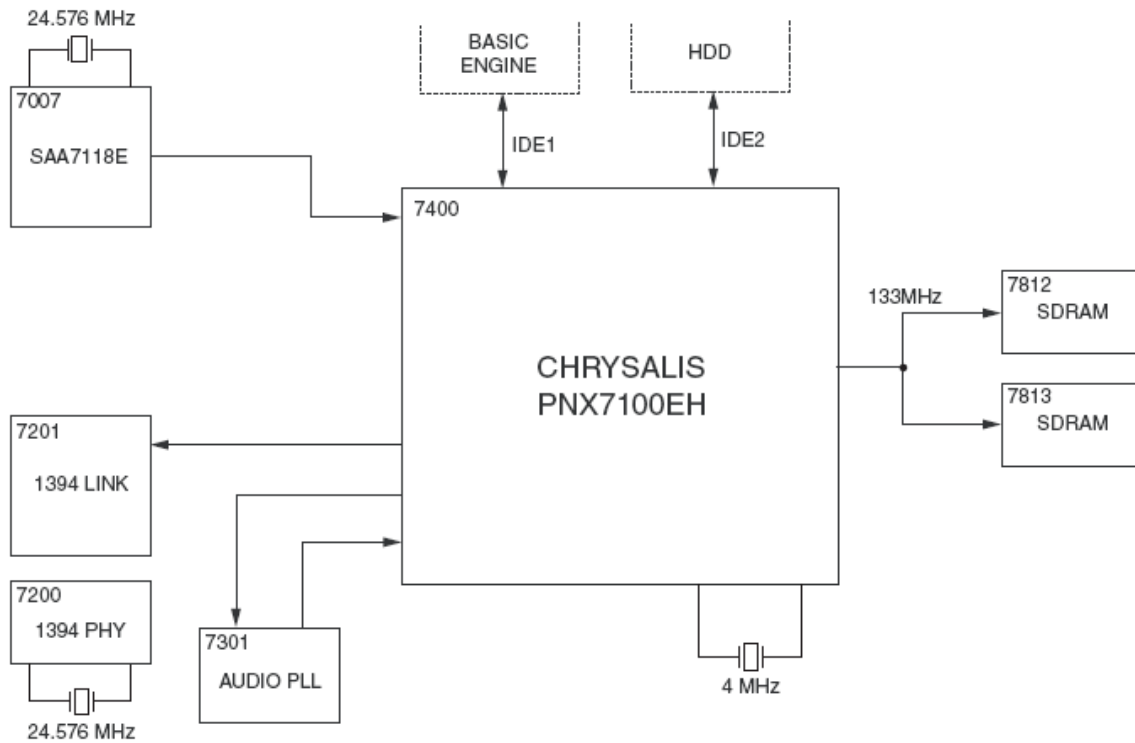 24.576 MHz
7007
SAA7118E
BASIC
ENGINE
HDD
IDE1
IDE2
7400
CHRYSALIS
PNX7100EH
133MHz
7812
SDRAM
7813
SDRAM
7201
1394 LINK
7200
1394 PHY
24.576 MHz
7301
AUDIO PLL
4 MHz